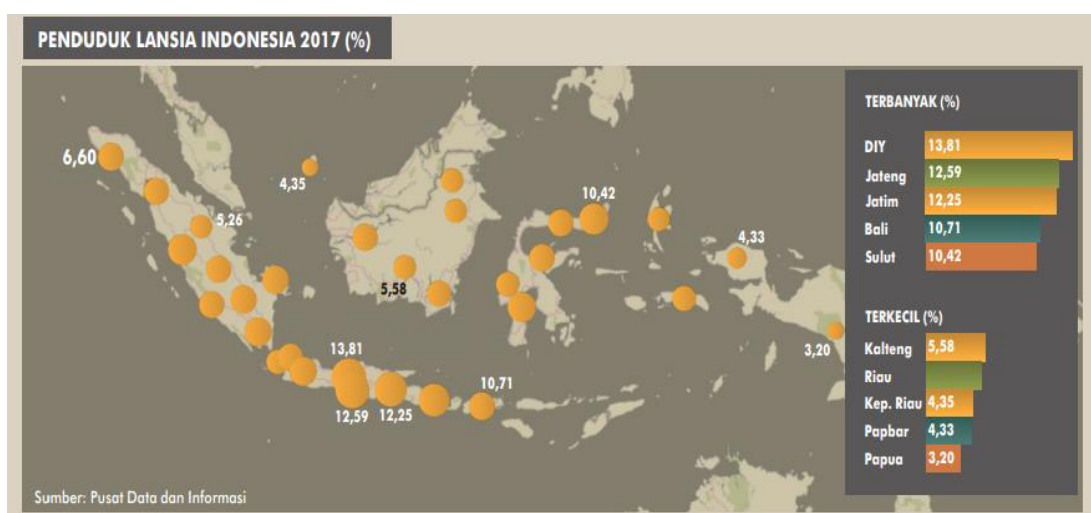 PENDUDUK LANSIA INDONESIA 2017 (%)
6,60
4,35
5,26
5,58
10,42
4,33
3,20
13,81
12,59
12,25
10,71
TERBANYAK (%)
DIY 13,81
Jateng 12,59
Jatim 12,25
Bali 10,71
Sulut 10,42
TERKECIL (%)
Kalteng 5,58
Riau
Kep. Riau 4,35
Papbar 4,33
Papua 3,20
Sumber: Pusat Data dan Informasi